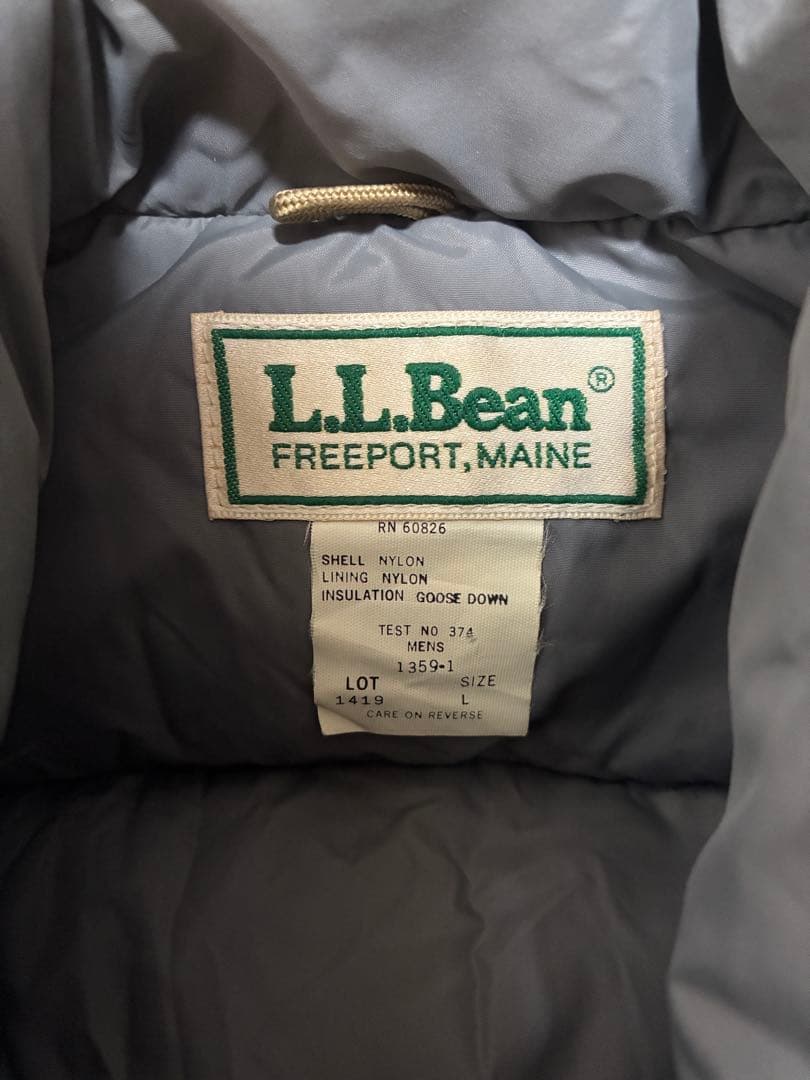 L.L.Bean®
FREEPORT, MAINE
RN 60826
SHELL NYLON
LINING NYLON
INSULATION GOOSE DOWN
TEST NO 374
MENS
1359-1
LOT SIZE
1419 L
CARE ON REVERSE